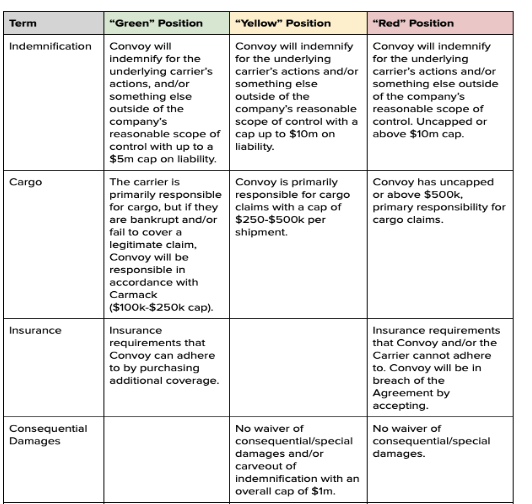 Term
“Green” Position
“Yellow” Position
“Red” Position
Indemnification
Convoy will
indemnify for the
underlying carrier's
actions, and/or
something else
outside of the
company's
reasonable scope of
control with up to a
$5m cap on liability.
Convoy will indemnify
for the underlying
carrier's actions and/or
something else
outside of the
company's reasonable
scope of control with a
cap up to $10m on
liability.
Convoy will indemnify
for the underlying
carrier's actions and/or
something else outside
of the company's
reasonable scope of
control. Uncapped or
above $10m cap.
Cargo
The carrier is
primarily responsible
for cargo, but if they
are bankrupt and/or
fail to cover a
legitimate claim,
Convoy will be
responsible in
accordance with
Carmack
($100k-$250k cap).
Convoy is primarily
responsible for cargo
claims with a cap of
$250-$500k per
shipment.
Convoy has uncapped
or above $500k,
primary responsibility for
cargo claims.
Insurance
Insurance
requirements that
Convoy can adhere
to by purchasing
additional coverage.
Insurance requirements
that Convoy and/or the
Carrier cannot adhere
to. Convoy will be in
breach of the
Agreement by
accepting.
Consequential
Damages
No waiver of
consequential/special
damages and/or
carveout of
indemnification with an
overall cap of $1m.
No waiver of
consequential/special
damages.